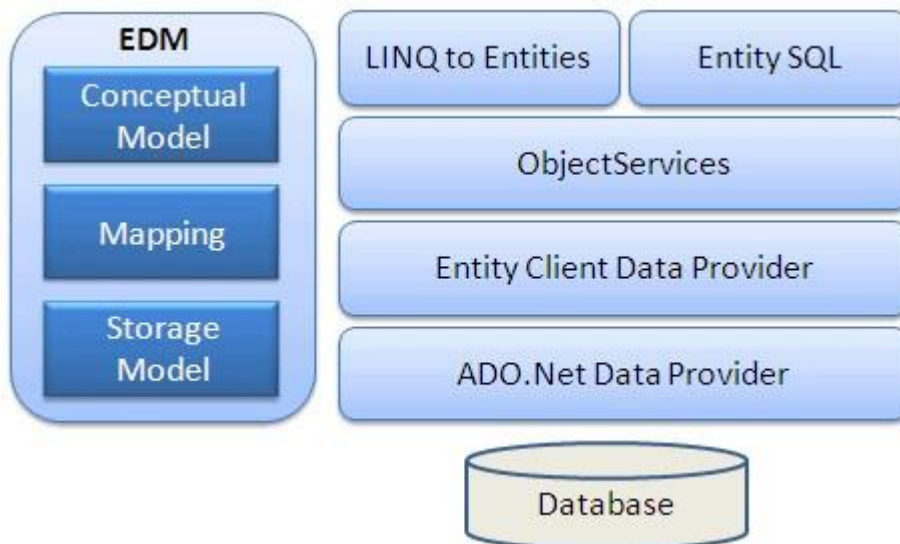 EDM
Conceptual
Model
Mapping
Storage
Model
LINQ to Entities
Entity SQL
ObjectServices
Entity Client Data Provider
ADO.Net Data Provider
Database